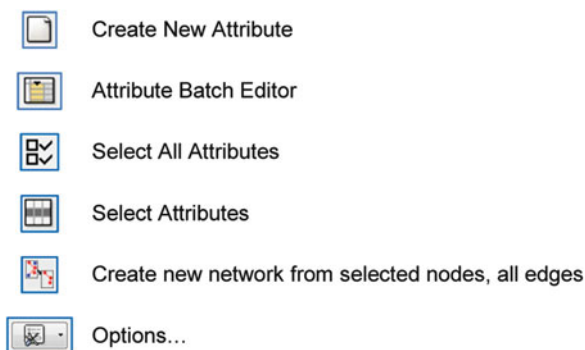 Create New Attribute
Attribute Batch Editor
Select All Attributes
Select Attributes
Create new network from selected nodes, all edges
Options...